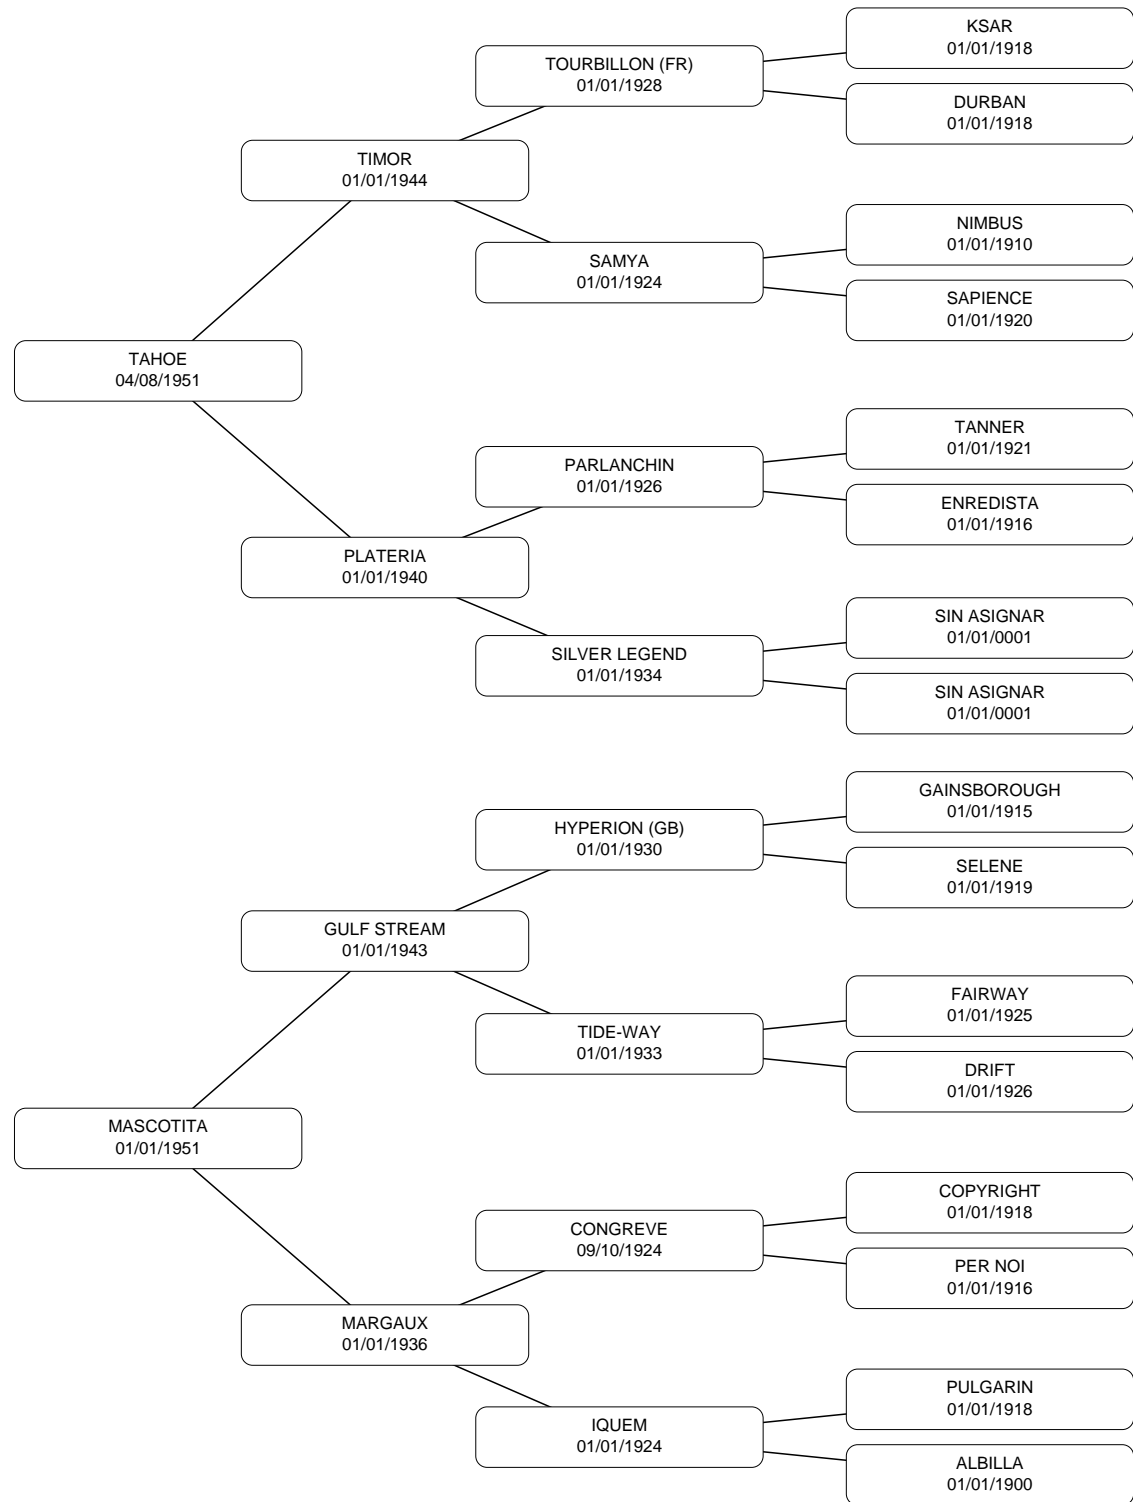 KSAR
01/01/1918
TOURBILLON (FR)
01/01/1928
DURBAN
01/01/1918
TIMOR
01/01/1944
NIMBUS
01/01/1910
SAMYA
01/01/1924
SAPIENCE
01/01/1920
TAHOE
04/08/1951
TANNER
01/01/1921
PARLANCHIN
01/01/1926
ENREDISTA
01/01/1916
PLATERIA
01/01/1940
SIN ASIGNAR
01/01/0001
SILVER LEGEND
01/01/1934
SIN ASIGNAR
01/01/0001
GAINSBOROUGH
01/01/1915
HYPERION (GB)
01/01/1930
SELENE
01/01/1919
GULF STREAM
01/01/1943
FAIRWAY
01/01/1925
TIDE-WAY
01/01/1933
DRIFT
01/01/1926
MASCOTITA
01/01/1951
COPYRIGHT
01/01/1918
CONGREVE
09/10/1924
PER NOI
01/01/1916
MARGAUX
01/01/1936
PULGARIN
01/01/1918
IQUEM
01/01/1924
ALBILLA
01/01/1900